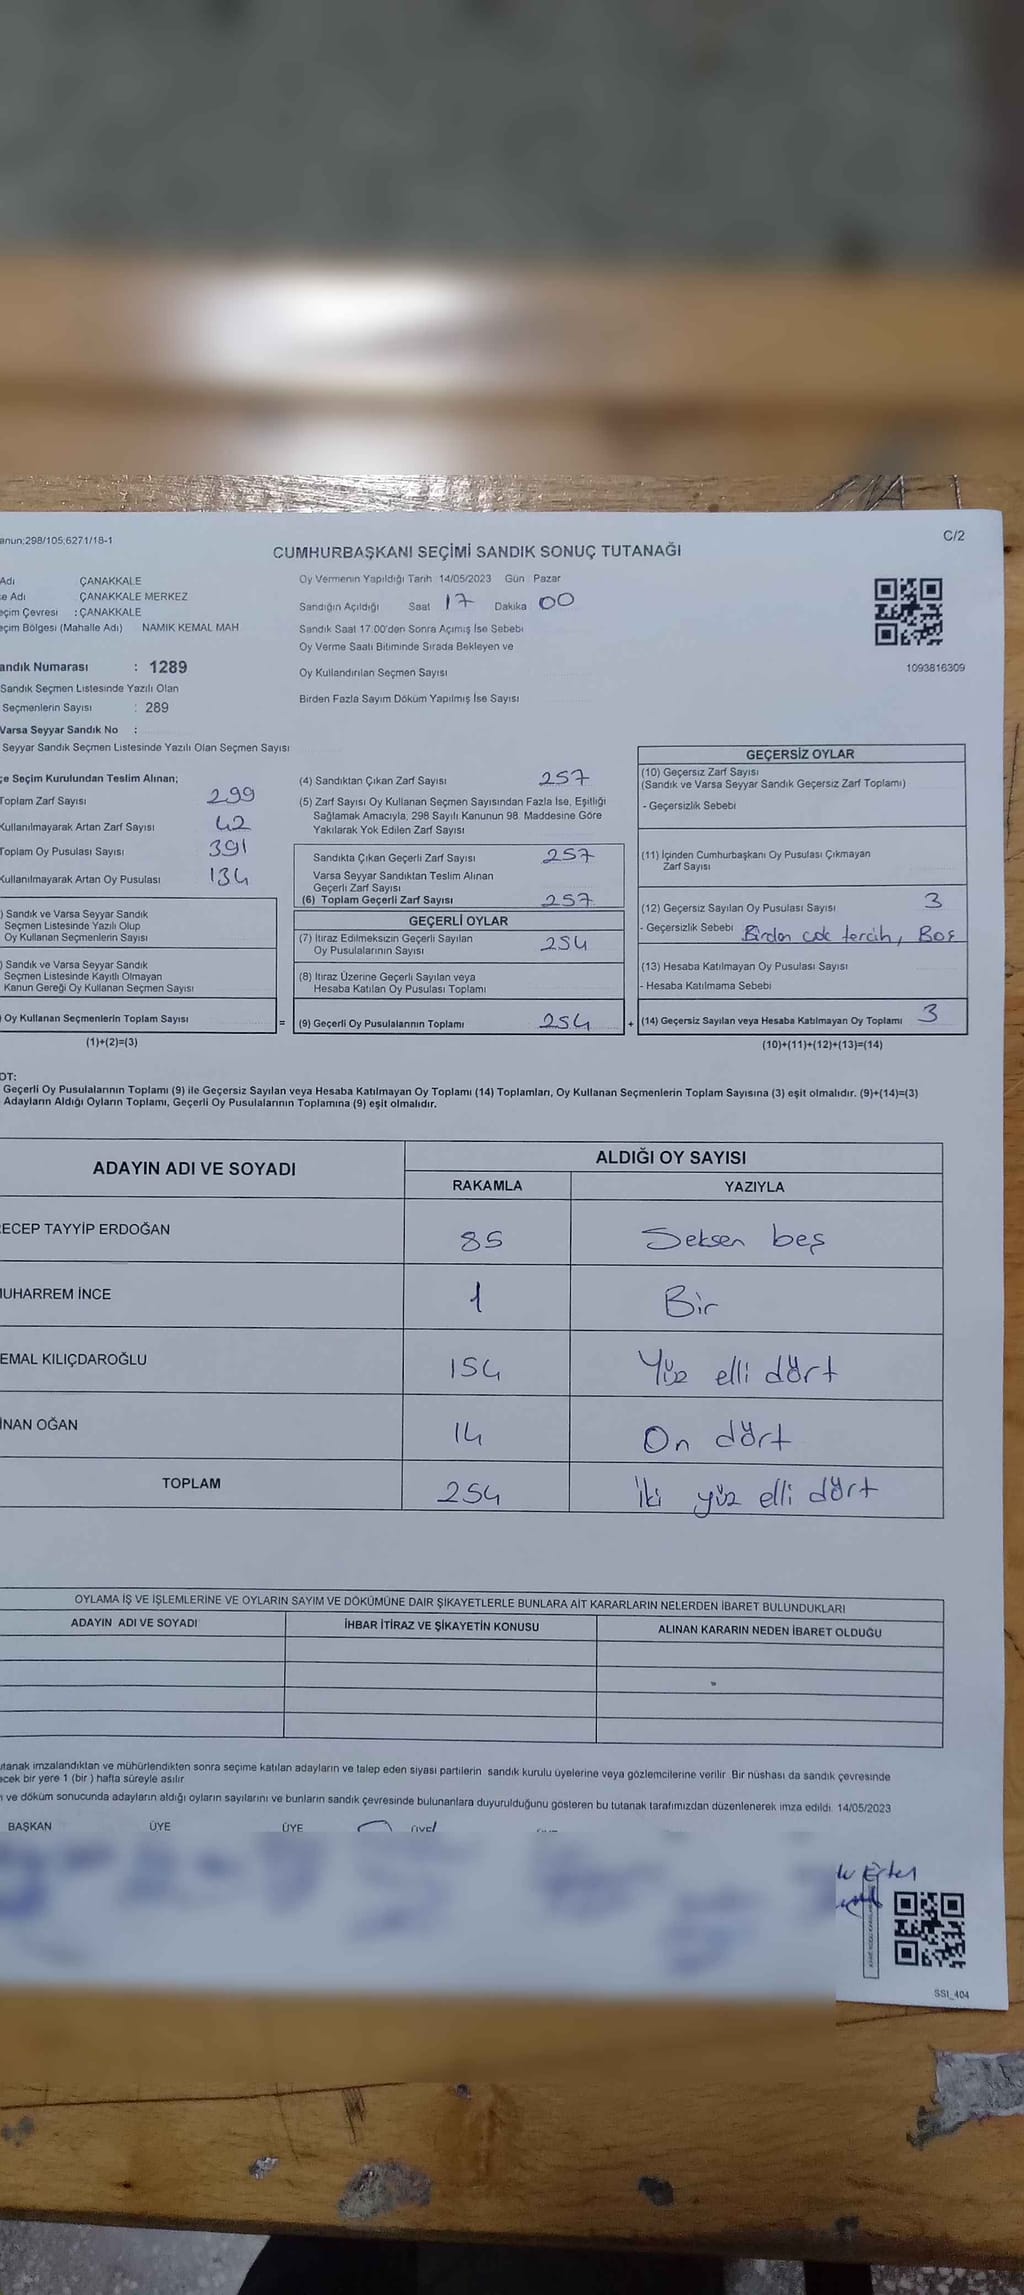 anun;298/105;6271/18-1
C/2
CUMHURBAŞKANI SEÇİMİ SANDIK SONUÇ TUTANAĞI
Adı ÇANAKKALE
e Adı ÇANAKKALE MERKEZ
eçim Çevresi : ÇANAKKALE
eçim Bölgesi (Mahalle Adı) NAMIK KEMAL MAH
andık Numarası : 1289
Sandık Seçmen Listesinde Yazılı Olan
Seçmenlerin Sayısı : 289
Varsa Seyyar Sandık No :
Seyyar Sandık Seçmen Listesinde Yazılı Olan Seçmen Sayısı
Oy Vermenin Yapıldığı Tarih 14/05/2023 Gün Pazar
Sandığın Açıldığı Saat 17 Dakika 00
Sandık Saat 17.00'den Sonra Açımış İse Sebebi
Oy Verme Saati Bitiminde Sırada Bekleyen ve
Oy Kullandırılan Seçmen Sayısı
Birden Fazla Sayım Döküm Yapılmış İse Sayısı
1093816309
çe Seçim Kurulundan Teslim Alınan;
Toplam Zarf Sayısı 299
Kullanılmayarak Artan Zarf Sayısı 42
Toplam Oy Pusulası Sayısı 391
Kullanılmayarak Artan Oy Pusulası 134
) Sandık ve Varsa Seyyar Sandık
Seçmen Listesinde Yazılı Olup
Oy Kullanan Seçmenlerin Sayısı
) Sandık ve Varsa Seyyar Sandık
Seçmen Listesinde Kayıtlı Olmayan
Kanun Gereği Oy Kullanan Seçmen Sayısı
) Oy Kullanan Seçmenlerin Toplam Sayısı
(1)+(2)=(3)
(4) Sandıktan Çıkan Zarf Sayısı 257
(5) Zarf Sayısı Oy Kullanan Seçmen Sayısından Fazla İse, Eşitliği
Sağlamak Amacıyla, 298 Sayılı Kanunun 98. Maddesine Göre
Yakılarak Yok Edilen Zarf Sayısı
Sandıkta Çıkan Geçerli Zarf Sayısı 257
Varsa Seyyar Sandıktan Teslim Alınan
Geçerli Zarf Sayısı
(6) Toplam Geçerli Zarf Sayısı 257
GEÇERLİ OYLAR
(7) İtiraz Edilmeksizin Geçerli Sayılan
Oy Pusulalarının Sayısı 254
(8) İtiraz Üzerine Geçerli Sayılan veya
Hesaba Katılan Oy Pusulası Toplamı
= (9) Geçerli Oy Pusulalarının Toplamı 254 +
GEÇERSİZ OYLAR
(10) Geçersiz Zarf Sayısı
(Sandık ve Varsa Seyyar Sandık Geçersiz Zarf Toplamı)
- Geçersizlik Sebebi
(11) İçinden Cumhurbaşkanı Oy Pusulası Çıkmayan
Zarf Sayısı
(12) Geçersiz Sayılan Oy Pusulası Sayısı 3
- Geçersizlik Sebebi Birden çok tercih, Boş
(13) Hesaba Katılmayan Oy Pusulası Sayısı
- Hesaba Katılmama Sebebi
(14) Geçersiz Sayılan veya Hesaba Katılmayan Oy Toplamı 3
(10)+(11)+(12)+(13)=(14)
OT:
Geçerli Oy Pusulalarının Toplamı (9) ile Geçersiz Sayılan veya Hesaba Katılmayan Oy Toplamı (14) Toplamları, Oy Kullanan Seçmenlerin Toplam Sayısına (3) eşit olmalıdır. (9)+(14)=(3)
Adayların Aldığı Oyların Toplamı, Geçerli Oy Pusulalarının Toplamına (9) eşit olmalıdır.
ADAYIN ADI VE SOYADI ALDIĞI OY SAYISI
RAKAMLA YAZIYLA
ECEP TAYYİP ERDOĞAN 85 Seksen beş
MUHARREM İNCE 1 Bir
EMAL KILIÇDAROĞLU 154 Yüz elli dört
İNAN OĞAN 14 On dört
TOPLAM 254 İki yüz elli dört
OYLAMA İŞ VE İŞLEMLERİNE VE OYLARIN SAYIM VE DÖKÜMÜNE DAİR ŞİKAYETLERLE BUNLARA AİT KARARLARIN NELERDEN İBARET BULUNDUKLARI
ADAYIN ADI VE SOYADI İHBAR İTİRAZ VE ŞİKAYETİN KONUSU ALINAN KARARIN NEDEN İBARET OLDUĞU
utanak imzalandıktan ve mühürlendikten sonra seçime katılan adayların ve talep eden siyasi partilerin sandık kurulu üyelerine veya gözlemcilerine verilir. Bir nüshası da sandık çevresinde
ecek bir yere 1 (bir ) hafta süreyle asılır
ı ve döküm sonucunda adayların aldığı oyların sayılarını ve bunların sandık çevresinde bulunanlara duyurulduğunu gösteren bu tutanak tarafımızdan düzenlenerek imza edildi. 14/05/2023
BAŞKAN ÜYE ÜYE
SSI_404